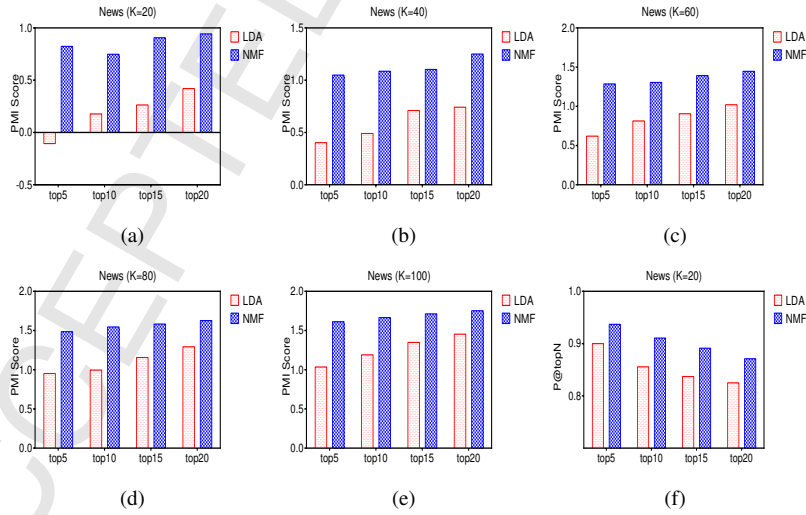 News (K=20)
LDA
NMF
PMI Score
1.0
0.5
0.0
-0.5
top5 top10 top15 top20
(a)
News (K=40)
LDA
NMF
PMI Score
1.5
1.0
0.5
0.0
top5 top10 top15 top20
(b)
News (K=60)
LDA
NMF
PMI Score
2.0
1.5
1.0
0.5
0.0
top5 top10 top15 top20
(c)
News (K=80)
LDA
NMF
PMI Score
2.0
1.5
1.0
0.5
0.0
top5 top10 top15 top20
(d)
News (K=100)
LDA
NMF
PMI Score
2.0
1.5
1.0
0.5
0.0
top5 top10 top15 top20
(e)
News (K=20)
LDA
NMF
P@topN
1.0
0.9
0.8
top5 top10 top15 top20
(f)
CCEPTE